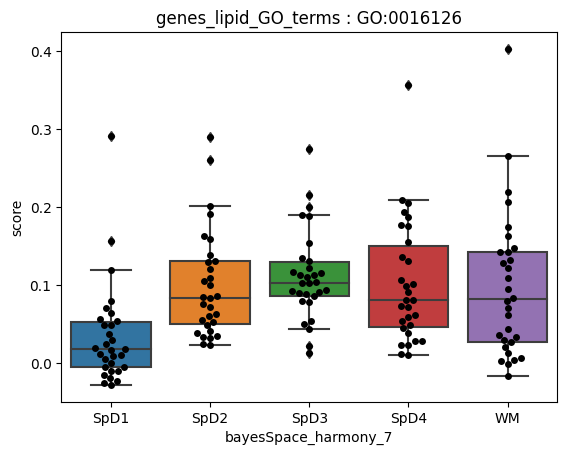 genes_lipid_GO_terms : GO:0016126
0.4
0.3
0.2
0.1
0.0
score
SpD1 SpD2 SpD3 SpD4 WM
bayesSpace_harmony_7